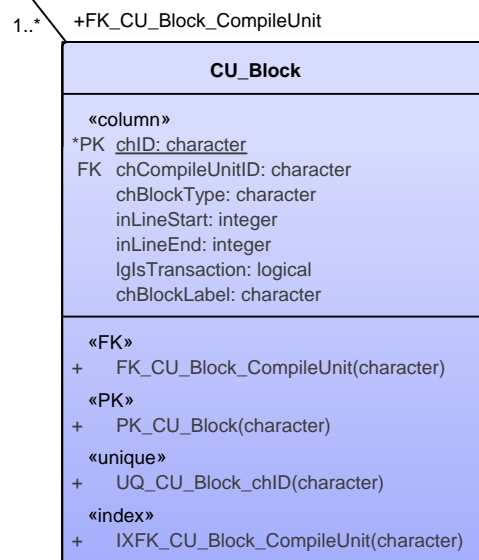 1..*
+FK_CU_Block_CompileUnit
CU_Block
«column»
*PK chID: character
FK chCompileUnitID: character
chBlockType: character
inLineStart: integer
inLineEnd: integer
lgIsTransaction: logical
chBlockLabel: character
«FK»
+ FK_CU_Block_CompileUnit(character)
«PK»
+ PK_CU_Block(character)
«unique»
+ UQ_CU_Block_chID(character)
«index»
+ IXFK_CU_Block_CompileUnit(character)